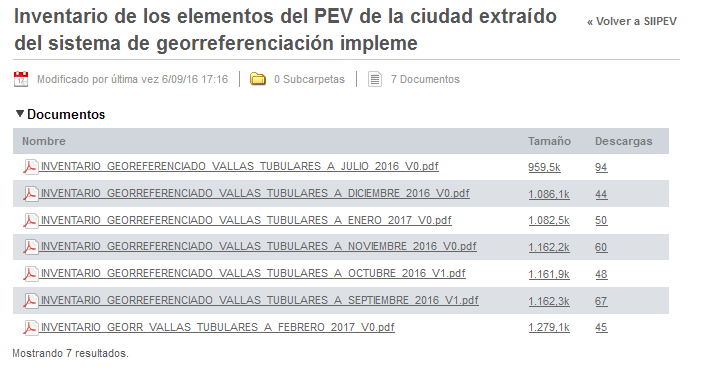 Inventario de los elementos del PEV de la ciudad extraído
del sistema de georreferenciación impleme
« Volver a SIIPEV
Modificado por última vez 6/09/16 17:16 0 Subcarpetas 7 Documentos
Documentos
Nombre Tamaño Descargas
INVENTARIO_GEOREFERENCIADO_VALLAS_TUBULARES_A_JULIO_2016_V0.pdf 959,5k 94
INVENTARIO_GEORREFERENCIADO_VALLAS_TUBULARES_A_DICIEMBRE_2016_V0.pdf 1.086,1k 44
INVENTARIO_GEORREFERENCIADO_VALLAS_TUBULARES_A_ENERO_2017_V0.pdf 1.082,5k 50
INVENTARIO_GEORREFERENCIADO_VALLAS_TUBULARES_A_NOVIEMBRE_2016_V0.pdf 1.162,2k 60
INVENTARIO_GEORREFERENCIADO_VALLAS_TUBULARES_A_OCTUBRE_2016_V1.pdf 1.161,9k 48
INVENTARIO_GEORREFERENCIADO_VALLAS_TUBULARES_A_SEPTIEMBRE_2016_V1.pdf 1.162,3k 67
INVENTARIO_GEORR_VALLAS_TUBULARES_A_FEBRERO_2017_V0.pdf 1.279,1k 45
Mostrando 7 resultados.